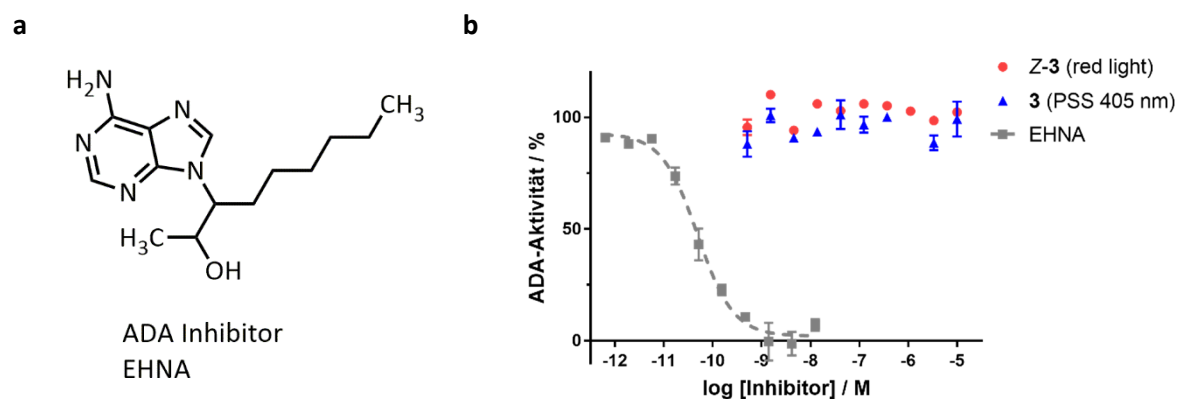 a
H₂N
N
N
N
N
CH₃
H₃C
OH
ADA Inhibitor
EHNA
b
ADA-Aktivität / %
100
50
0
-12 -11 -10 -9 -8 -7 -6 -5
log [Inhibitor] / M
Z-3 (red light)
3 (PSS 405 nm)
EHNA